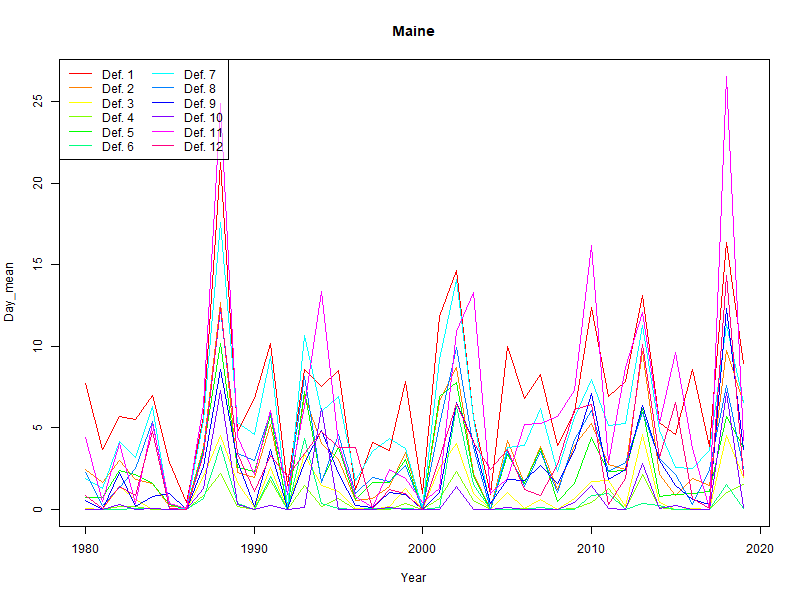 Maine
Def. 1
Def. 2
Def. 3
Def. 4
Def. 5
Def. 6
Def. 7
Def. 8
Def. 9
Def. 10
Def. 11
Def. 12
25
20
15
10
5
0
Day_mean
1980
1990
2000
2010
2020
Year